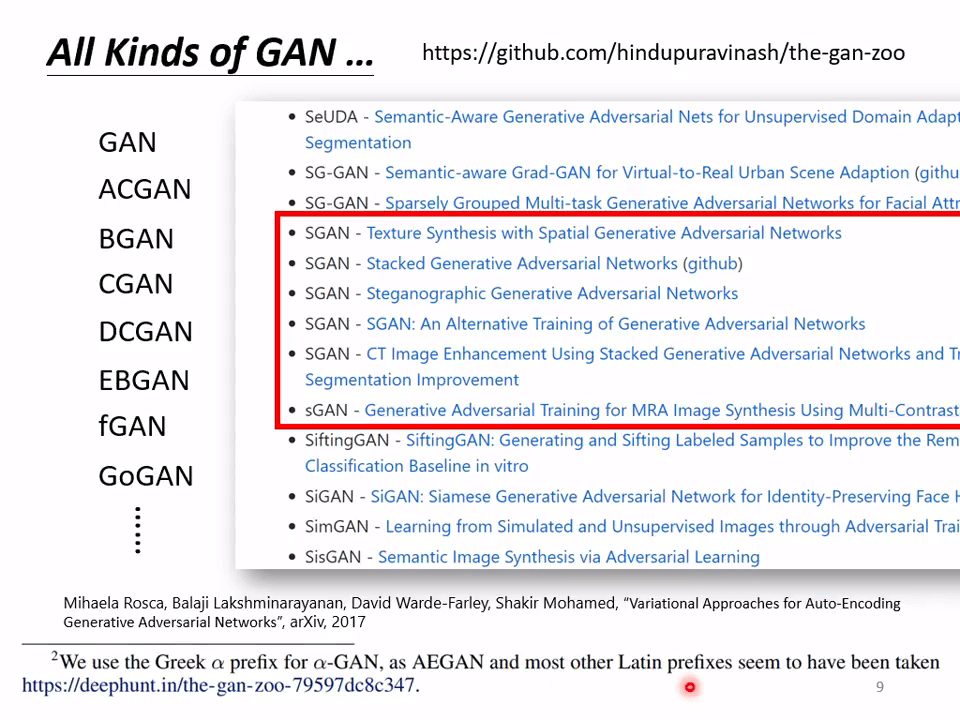 All Kinds of GAN …
https://github.com/hindupuravinash/the-gan-zoo
GAN
ACGAN
BGAN
CGAN
DCGAN
EBGAN
fGAN
GoGAN
......
• SeUDA - Semantic-Aware Generative Adversarial Nets for Unsupervised Domain Adapt
Segmentation
• SG-GAN - Semantic-aware Grad-GAN for Virtual-to-Real Urban Scene Adaption (githu
• SG-GAN - Sparsely Grouped Multi-task Generative Adversarial Networks for Facial Attr
• SGAN - Texture Synthesis with Spatial Generative Adversarial Networks
• SGAN - Stacked Generative Adversarial Networks (github)
• SGAN - Steganographic Generative Adversarial Networks
• SGAN - SGAN: An Alternative Training of Generative Adversarial Networks
• SGAN - CT Image Enhancement Using Stacked Generative Adversarial Networks and Tr
Segmentation Improvement
• sGAN - Generative Adversarial Training for MRA Image Synthesis Using Multi-Contrast
• SiftingGAN - SiftingGAN: Generating and Sifting Labeled Samples to Improve the Rem
Classification Baseline in vitro
• SiGAN - SiGAN: Siamese Generative Adversarial Network for Identity-Preserving Face H
• SimGAN - Learning from Simulated and Unsupervised Images through Adversarial Trai
• SisGAN - Semantic Image Synthesis via Adversarial Learning
Mihaela Rosca, Balaji Lakshminarayanan, David Warde-Farley, Shakir Mohamed, “Variational Approaches for Auto-Encoding
Generative Adversarial Networks”, arXiv, 2017
²We use the Greek α prefix for α-GAN, as AEGAN and most other Latin prefixes seem to have been taken
https://deephunt.in/the-gan-zoo-79597dc8c347.
9